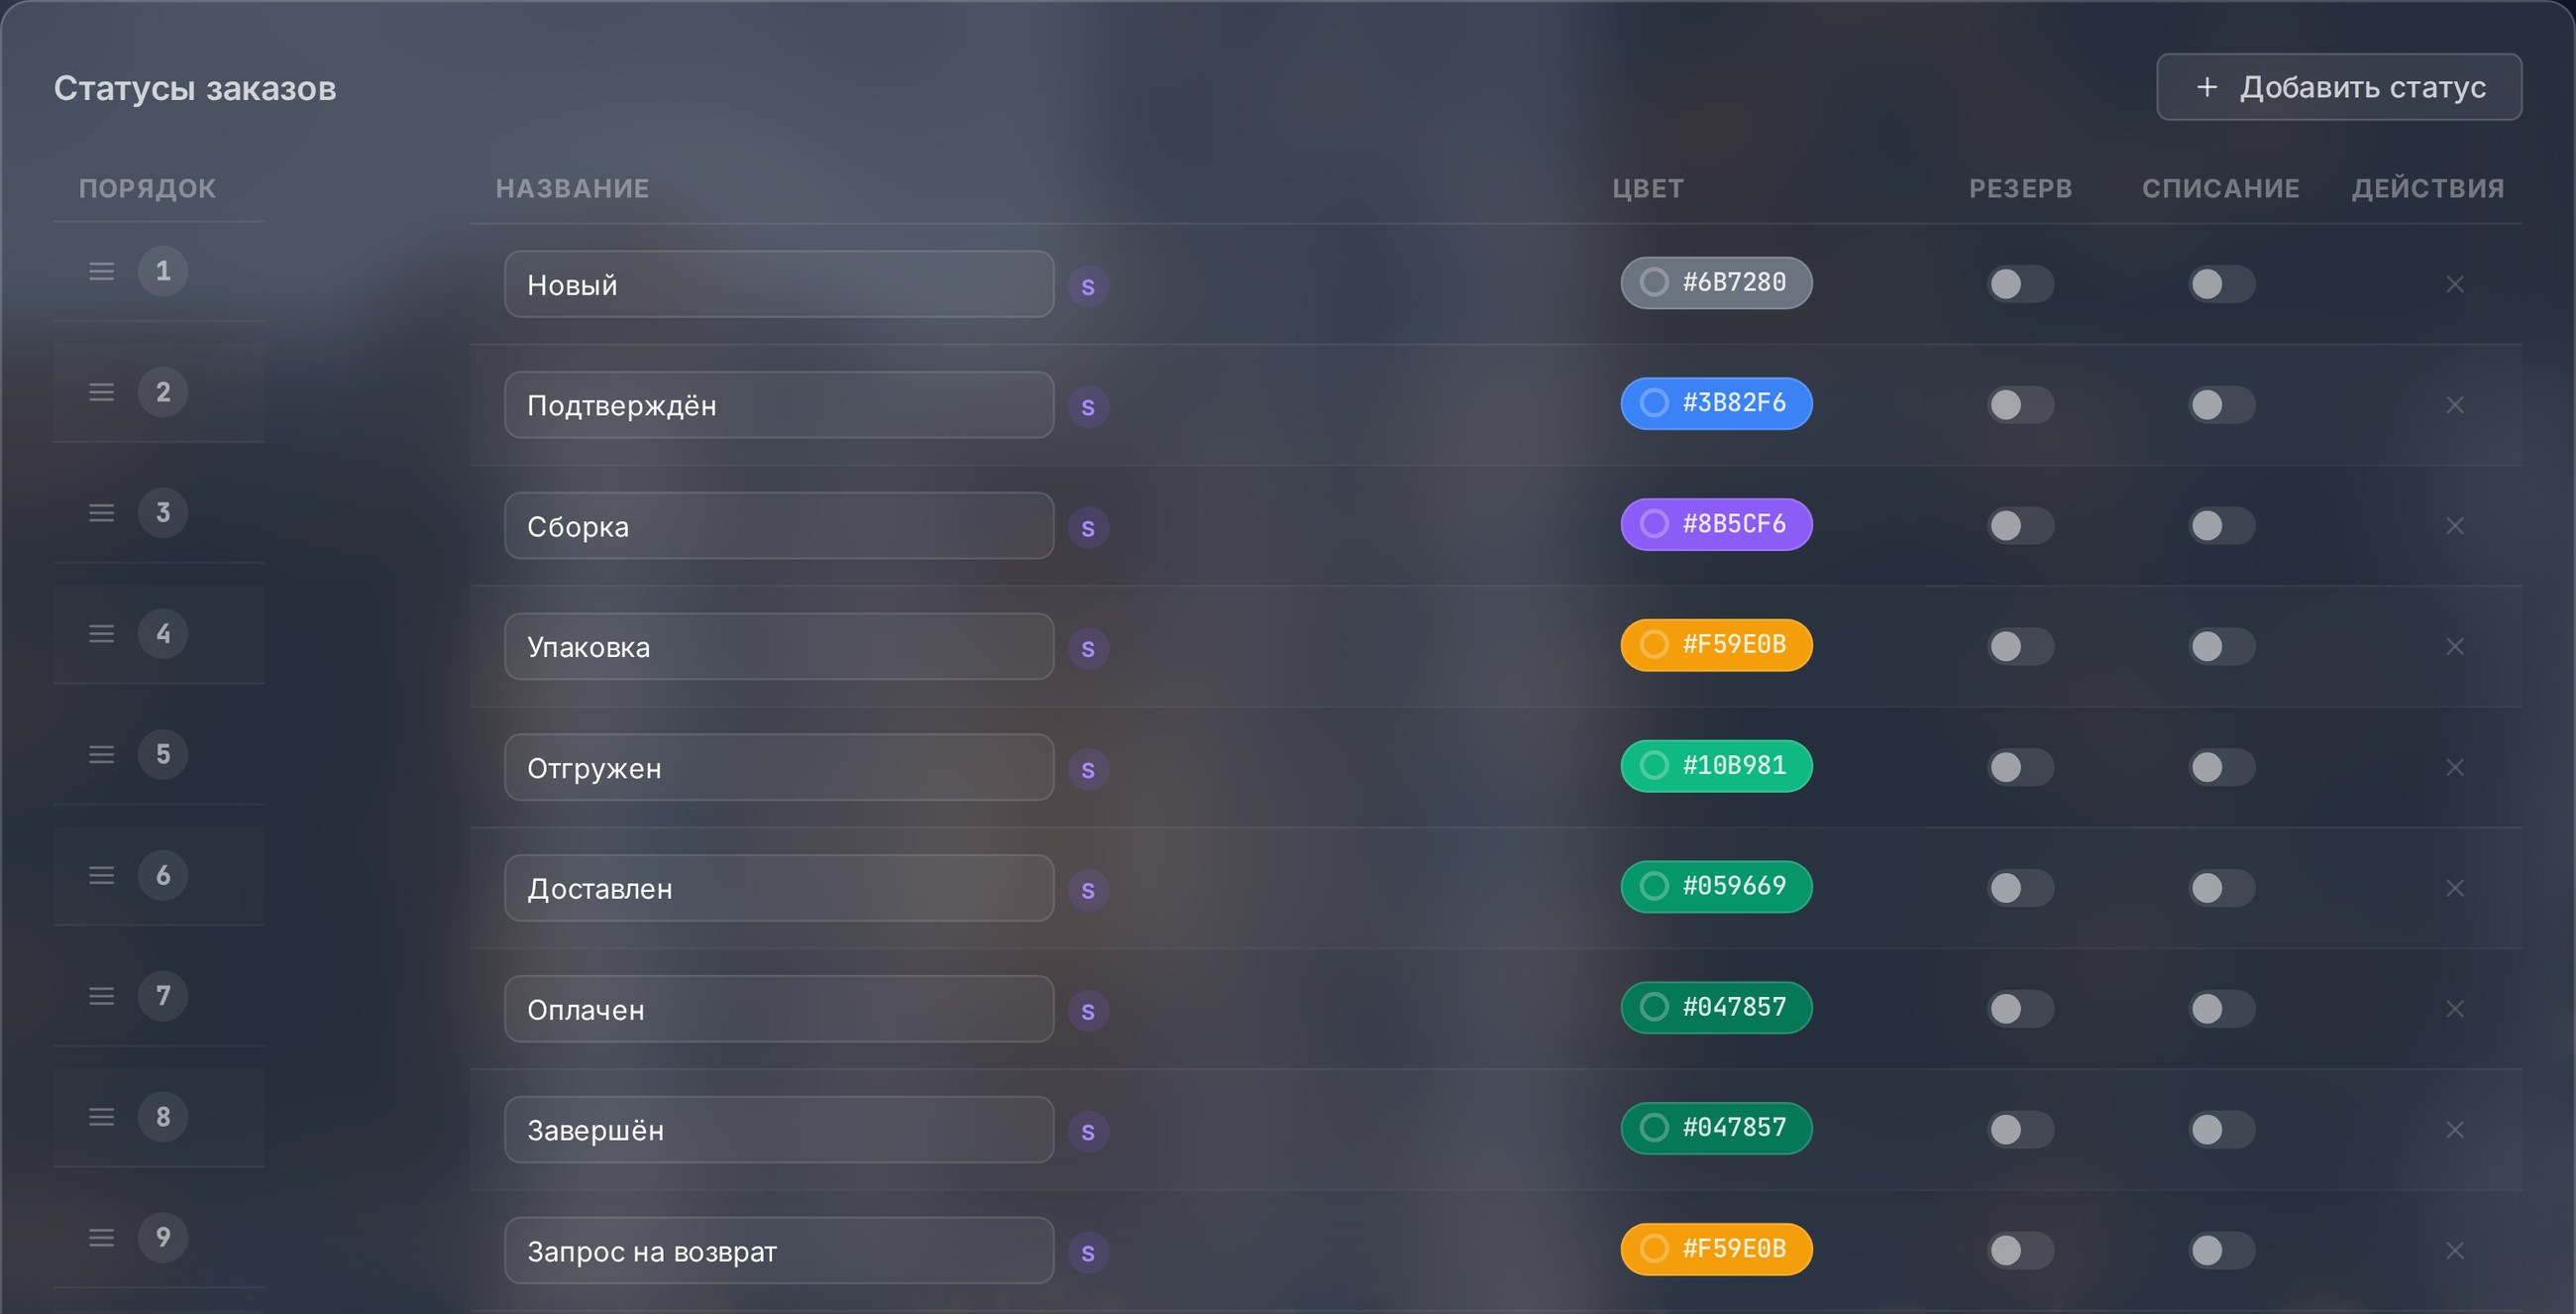 Статусы заказов
+ Добавить статус
ПОРЯДОК НАЗВАНИЕ ЦВЕТ РЕЗЕРВ СПИСАНИЕ ДЕЙСТВИЯ
1 Новый S #6B7280
2 Подтверждён S #3B82F6
3 Сборка S #8B5CF6
4 Упаковка S #F59E0B
5 Отгружен S #10B981
6 Доставлен S #059669
7 Оплачен S #047857
8 Завершён S #047857
9 Запрос на возврат S #F59E0B